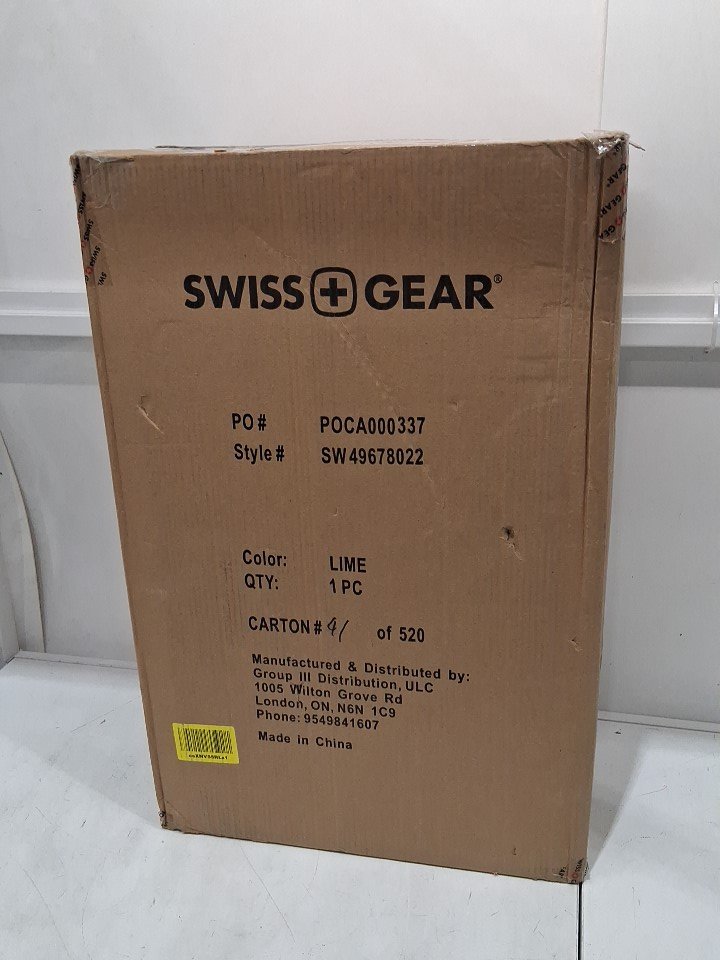 SWISS GEAR®
PO # POCA000337
Style # SW49678022
Color: LIME
QTY: 1 PC
CARTON # 41 of 520
Manufactured & Distributed by:
Group III Distribution, ULC
1005 Wilton Grove Rd
London, ON, N6N 1C9
Phone: 9549841607
Made in China